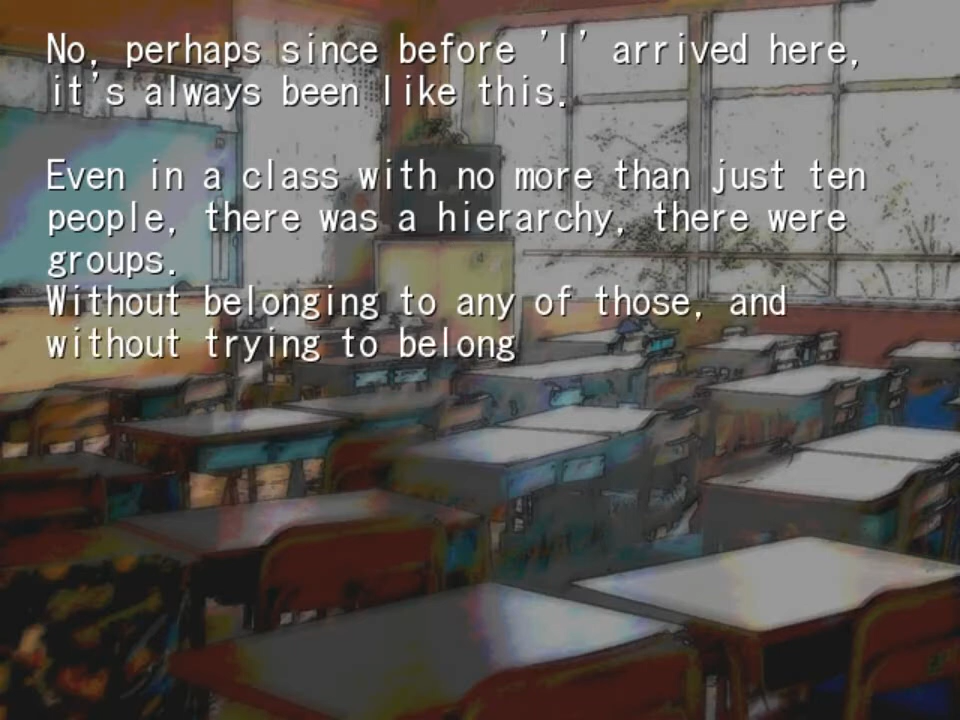 No, perhaps since before 'I' arrived here,
it's always been like this.
Even in a class with no more than just ten
people, there was a hierarchy, there were
groups.
Without belonging to any of those, and
without trying to belong